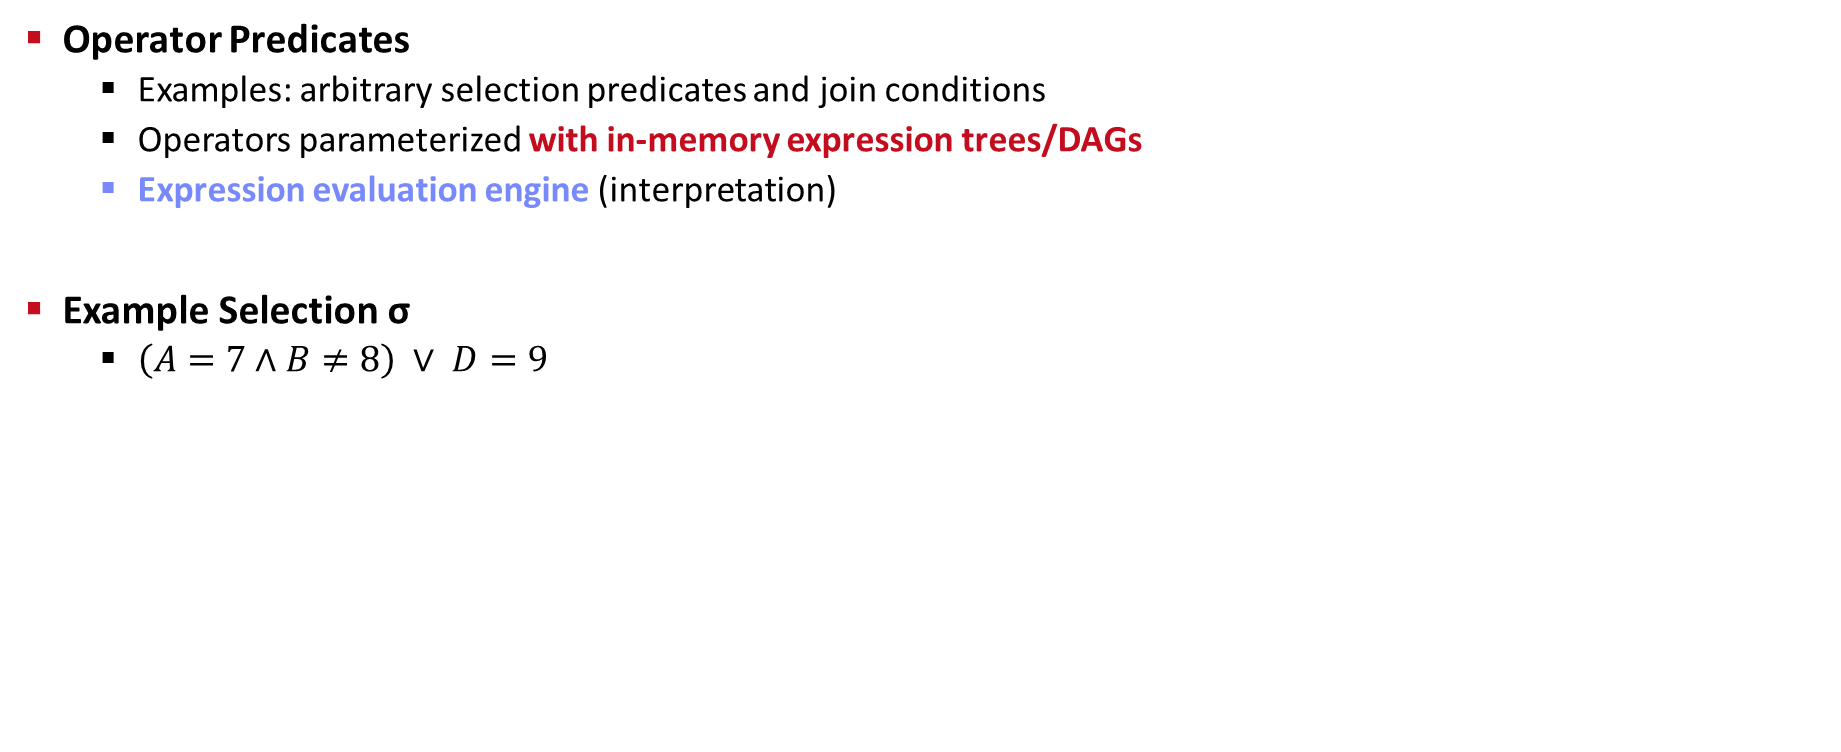 Operator Predicates
Examples: arbitrary selection predicates and join conditions
Operators parameterized with in-memory expression trees/DAGs
Expression evaluation engine (interpretation)
Example Selection σ
(A = 7 ∧ B ≠ 8) ∨ D = 9